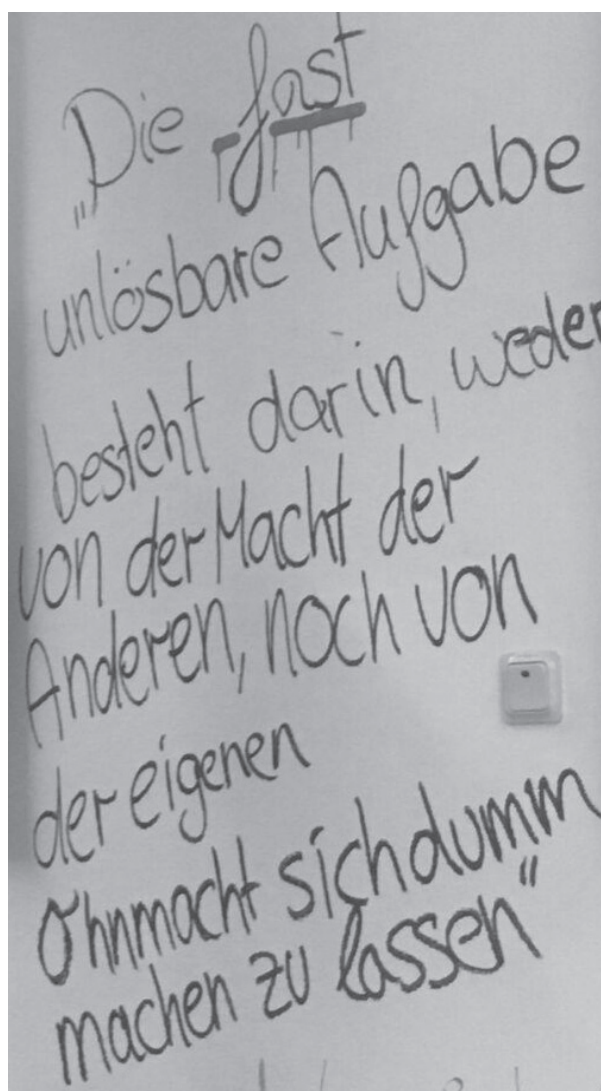 „Die fast
unlösbare Aufgabe
besteht darin, weder
von der Macht der
Anderen, noch von
der eigenen
Ohnmacht sich dumm
machen zu lassen“